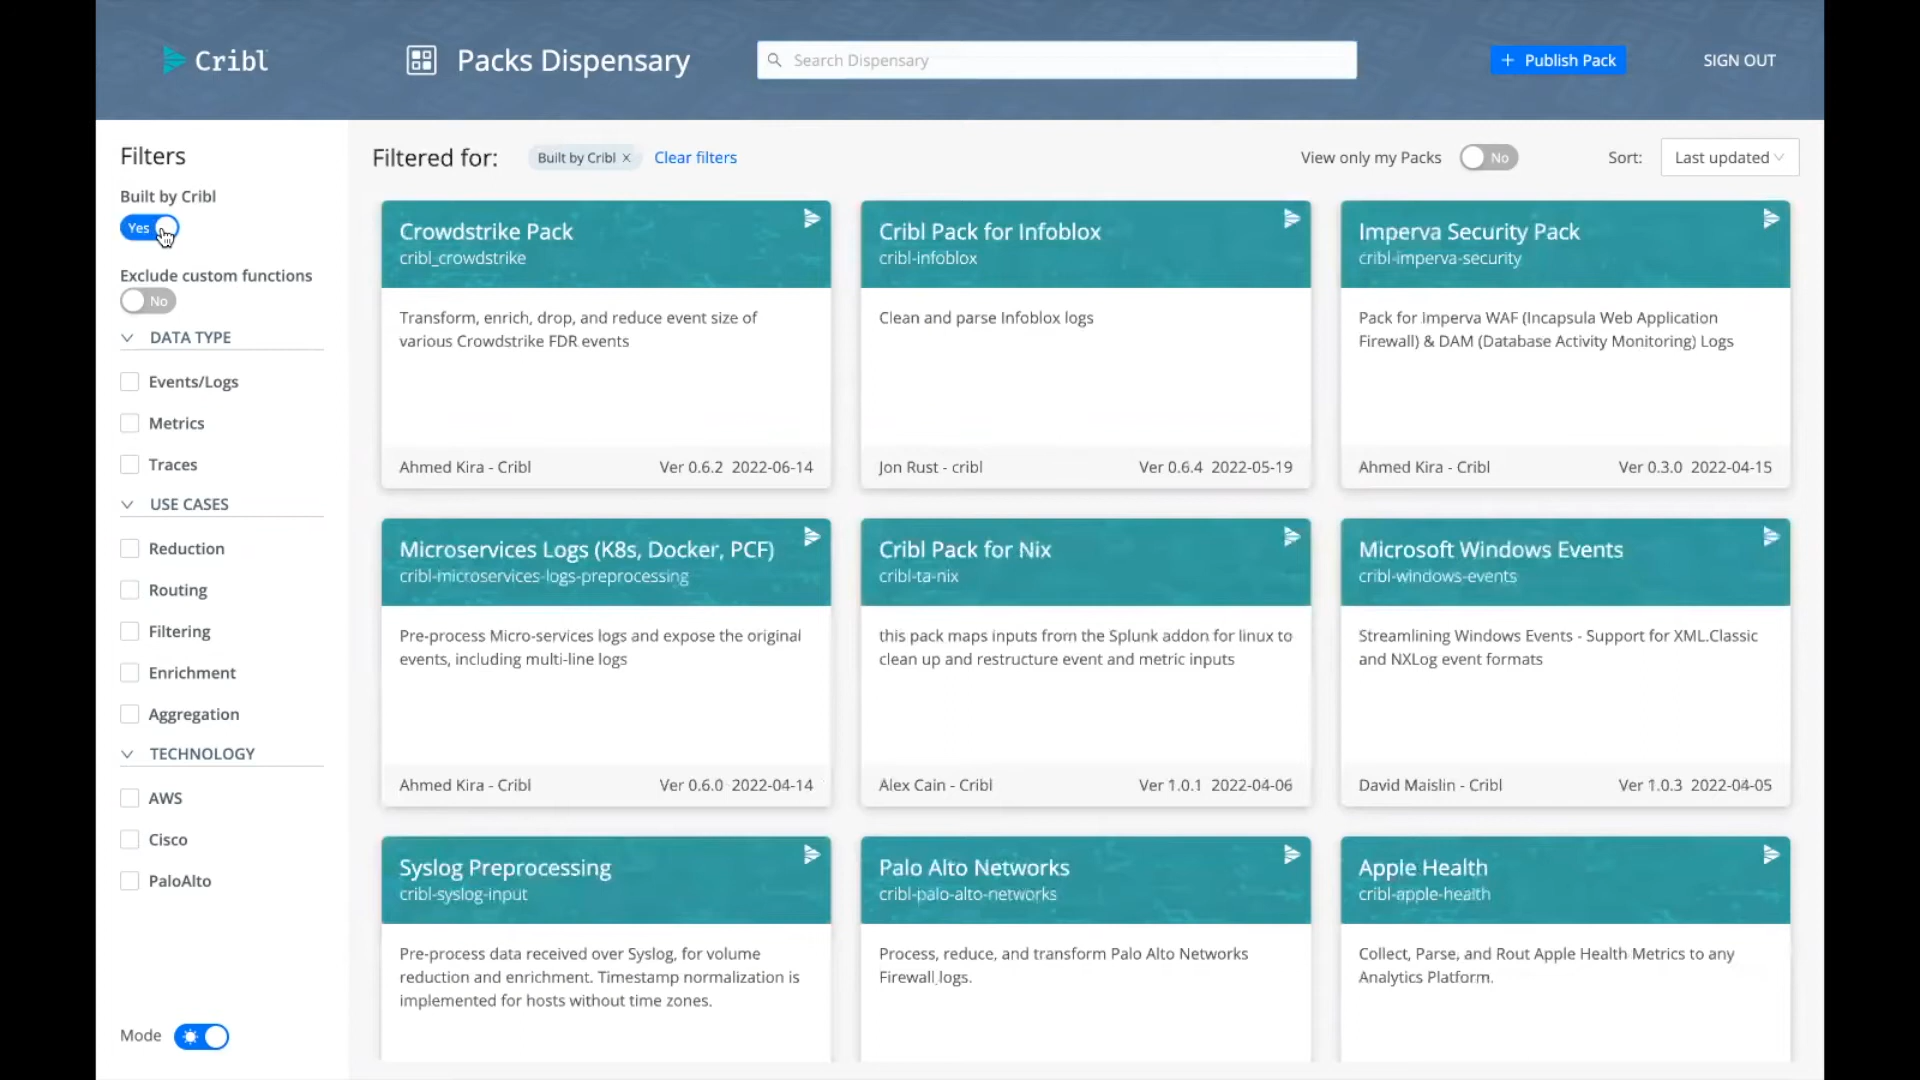 Cribl
Packs Dispensary
Search Dispensary
+ Publish Pack
SIGN OUT
Filters
Built by Cribl
Yes
Exclude custom functions
No
DATA TYPE
Events/Logs
Metrics
Traces
USE CASES
Reduction
Routing
Filtering
Enrichment
Aggregation
TECHNOLOGY
AWS
Cisco
PaloAlto
Mode
Filtered for:
Built by Cribl ×
Clear filters
View only my Packs
No
Sort:
Last updated
Crowdstrike Pack
cribl_crowdstrike
Transform, enrich, drop, and reduce event size of
various Crowdstrike FDR events
Ahmed Kira - Cribl
Ver 0.6.2 2022-06-14
Cribl Pack for Infoblox
cribl-infoblox
Clean and parse Infoblox logs
Jon Rust - cribl
Ver 0.6.4 2022-05-19
Imperva Security Pack
cribl-imperva-security
Pack for Imperva WAF (Incapsula Web Application
Firewall) & DAM (Database Activity Monitoring) Logs
Ahmed Kira - Cribl
Ver 0.3.0 2022-04-15
Microservices Logs (K8s, Docker, PCF)
cribl-microservices-logs-preprocessing
Pre-process Micro-services logs and expose the original
events, including multi-line logs
Ahmed Kira - Cribl
Ver 0.6.0 2022-04-14
Cribl Pack for Nix
cribl-ta-nix
this pack maps inputs from the Splunk addon for linux to
clean up and restructure event and metric inputs
Alex Cain - Cribl
Ver 1.0.1 2022-04-06
Microsoft Windows Events
cribl-windows-events
Streamlining Windows Events - Support for XML.Classic
and NXLog event formats
David Maislin - Cribl
Ver 1.0.3 2022-04-05
Syslog Preprocessing
cribl-syslog-input
Pre-process data received over Syslog, for volume
reduction and enrichment. Timestamp normalization is
implemented for hosts without time zones.
Palo Alto Networks
cribl-palo-alto-networks
Process, reduce, and transform Palo Alto Networks
Firewall logs.
Apple Health
cribl-apple-health
Collect, Parse, and Rout Apple Health Metrics to any
Analytics Platform.